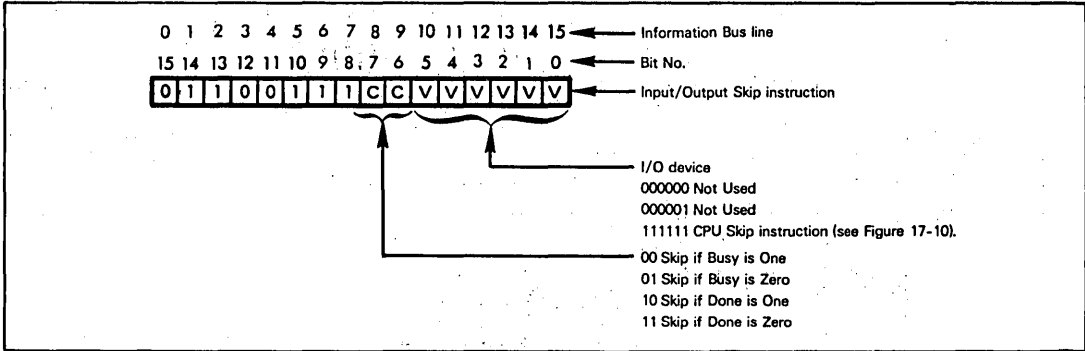 0 1 2 3 4 5 6 7 8 9 10 11 12 13 14 15 Information Bus line
15 14 13 12 11 10 9 8 7 6 5 4 3 2 1 0 Bit No.
0 1 1 0 0 1 1 1 C C V V V V V V Input/Output Skip instruction
I/O device
000000 Not Used
000001 Not Used
111111 CPU Skip instruction (see Figure 17-10).
00 Skip if Busy is One
01 Skip if Busy is Zero
10 Skip if Done is One
11 Skip if Done is Zero